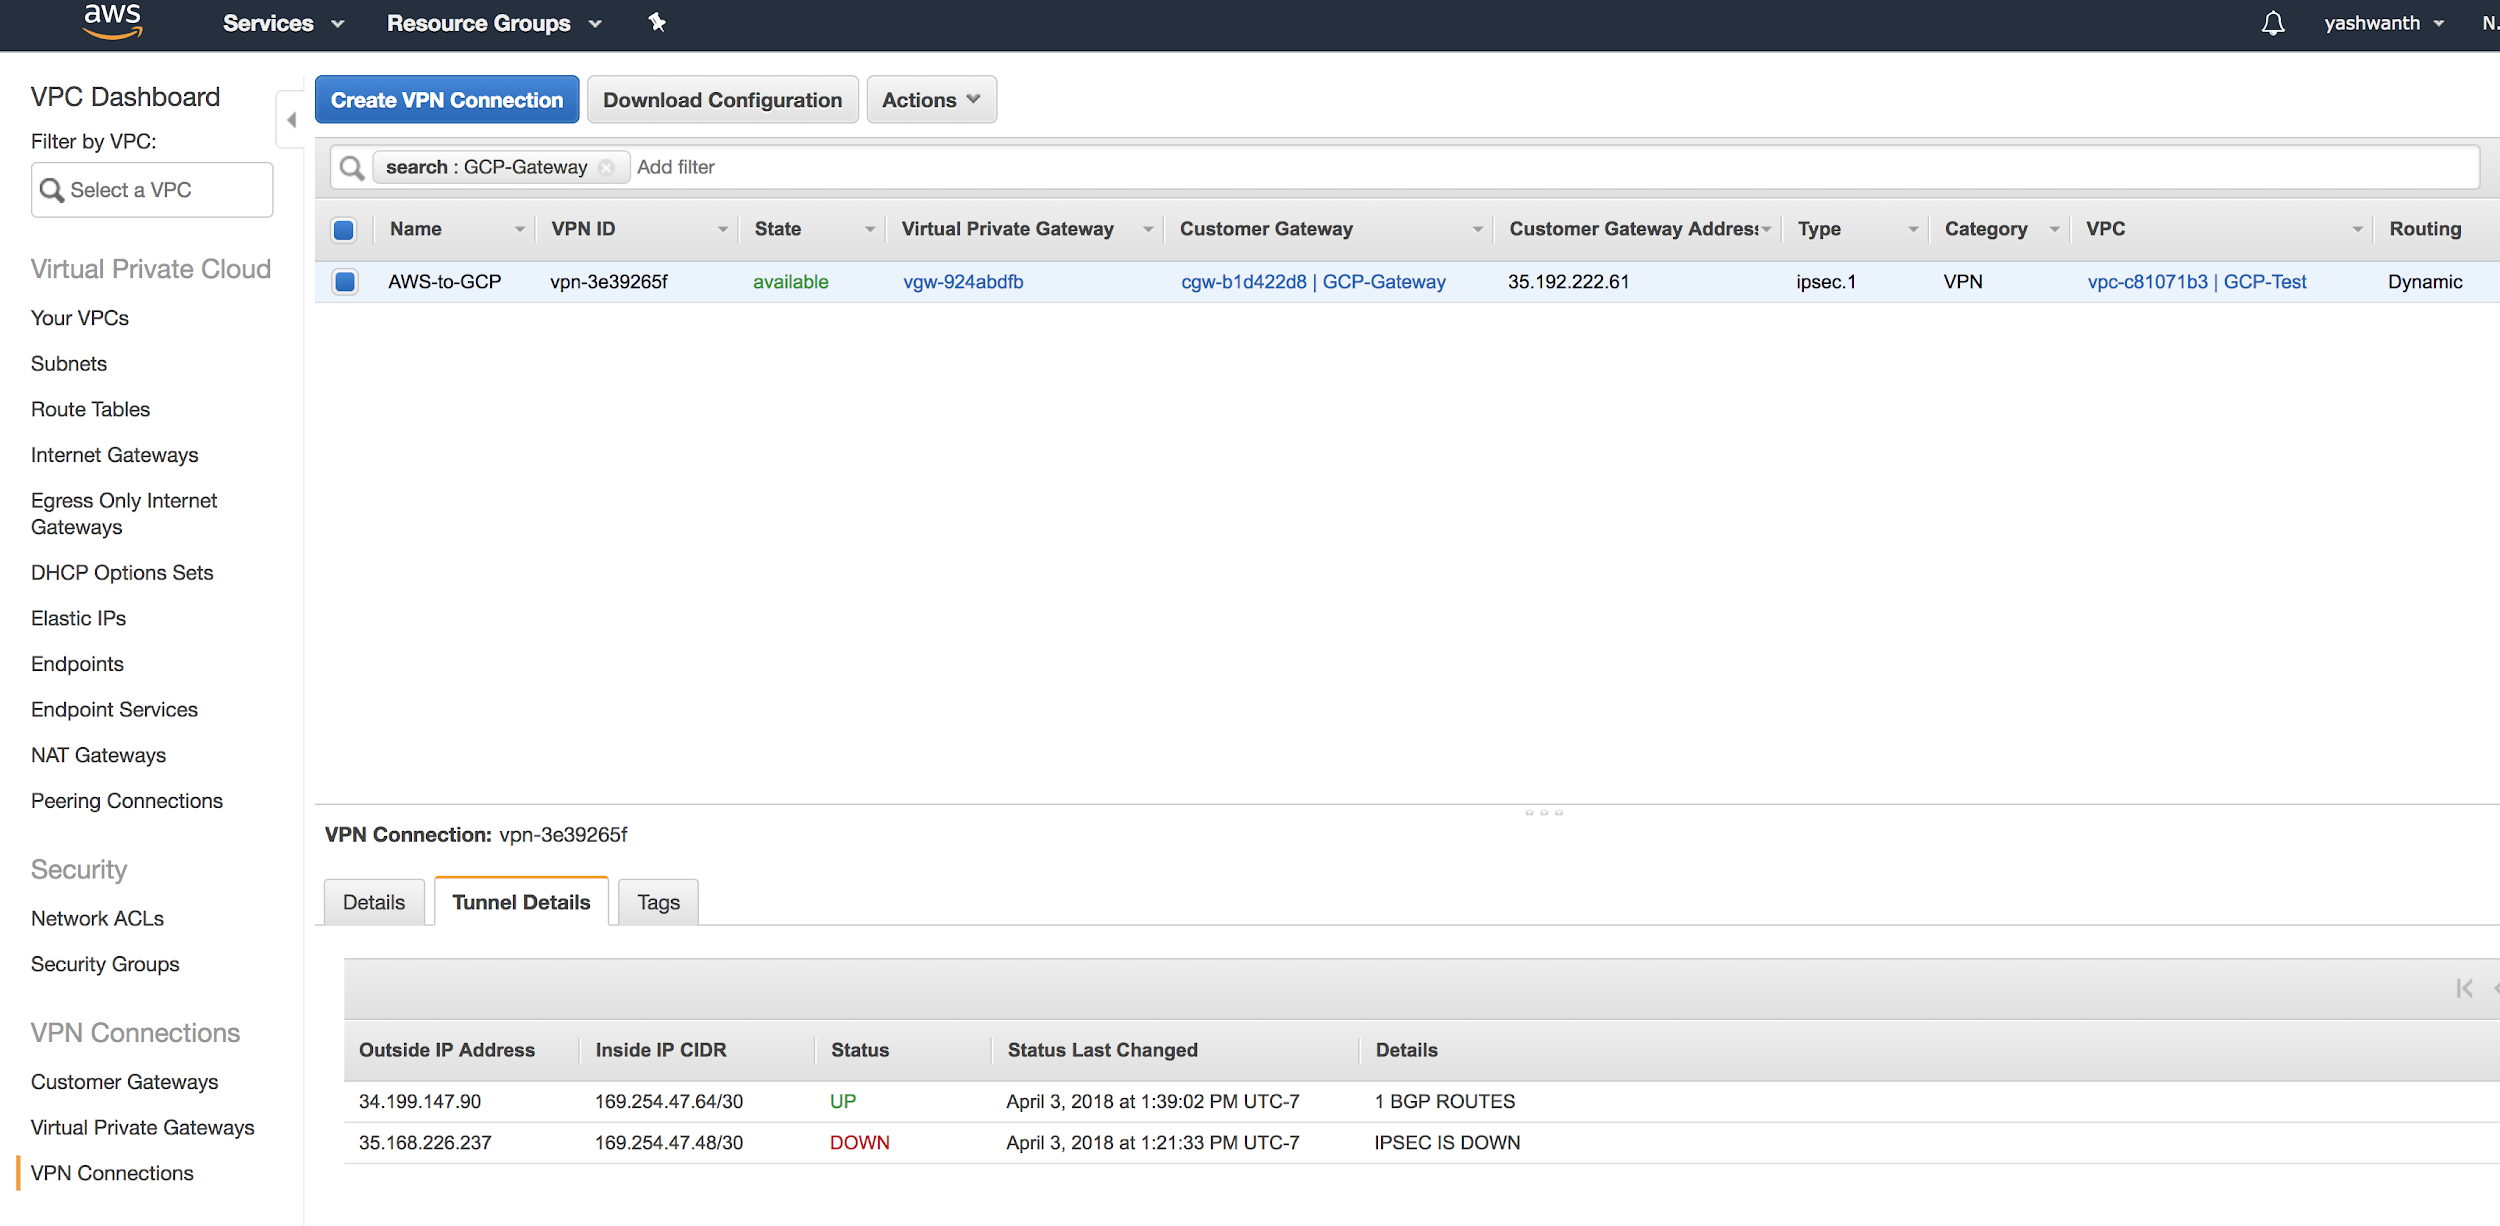 aws Services Resource Groups yashwanth N.
VPC Dashboard
Filter by VPC:
Select a VPC
Virtual Private Cloud
Your VPCs
Subnets
Route Tables
Internet Gateways
Egress Only Internet
Gateways
DHCP Options Sets
Elastic IPs
Endpoints
Endpoint Services
NAT Gateways
Peering Connections
Security
Network ACLs
Security Groups
VPN Connections
Customer Gateways
Virtual Private Gateways
VPN Connections
Create VPN Connection Download Configuration Actions
search : GCP-Gateway Add filter
Name VPN ID State Virtual Private Gateway Customer Gateway Customer Gateway Address Type Category VPC Routing
AWS-to-GCP vpn-3e39265f available vgw-924abdfb cgw-b1d422d8 | GCP-Gateway 35.192.222.61 ipsec.1 VPN vpc-c81071b3 | GCP-Test Dynamic
VPN Connection: vpn-3e39265f
Details Tunnel Details Tags
Outside IP Address Inside IP CIDR Status Status Last Changed Details
34.199.147.90 169.254.47.64/30 UP April 3, 2018 at 1:39:02 PM UTC-7 1 BGP ROUTES
35.168.226.237 169.254.47.48/30 DOWN April 3, 2018 at 1:21:33 PM UTC-7 IPSEC IS DOWN